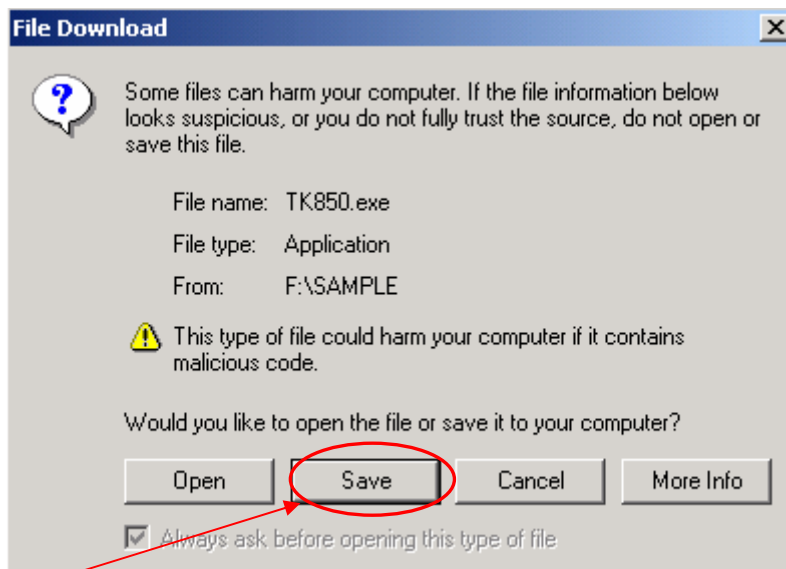 File Download
Some files can harm your computer. If the file information below
looks suspicious, or you do not fully trust the source, do not open or
save this file.
File name: TK850.exe
File type: Application
From: F:\SAMPLE
This type of file could harm your computer if it contains
malicious code.
Would you like to open the file or save it to your computer?
Open Save Cancel More Info
Always ask before opening this type of file